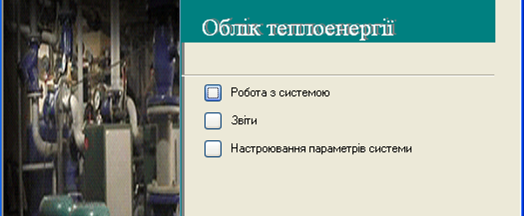 Облік теплоенергії
Робота з системою
Звіти
Настроювання параметрів системи